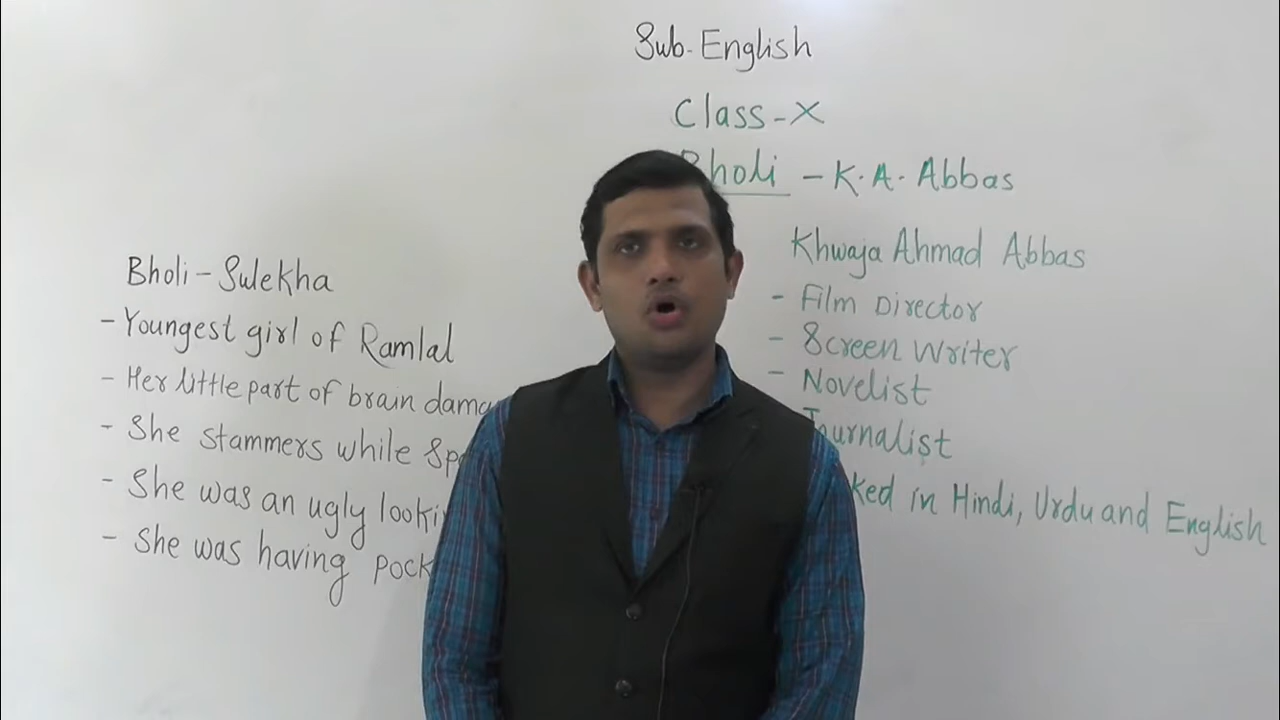 Sub-English
Class-X
Bholi - K.A. Abbas
Khwaja Ahmad Abbas
- Film Director
- Screen Writer
- Novelist
Journalist
in Hindi, Urdu and English
Bholi - Sulekha
- Youngest girl of Ramlal
- Her little part of brain
- She stammers while
- She was an ugly
- She was having